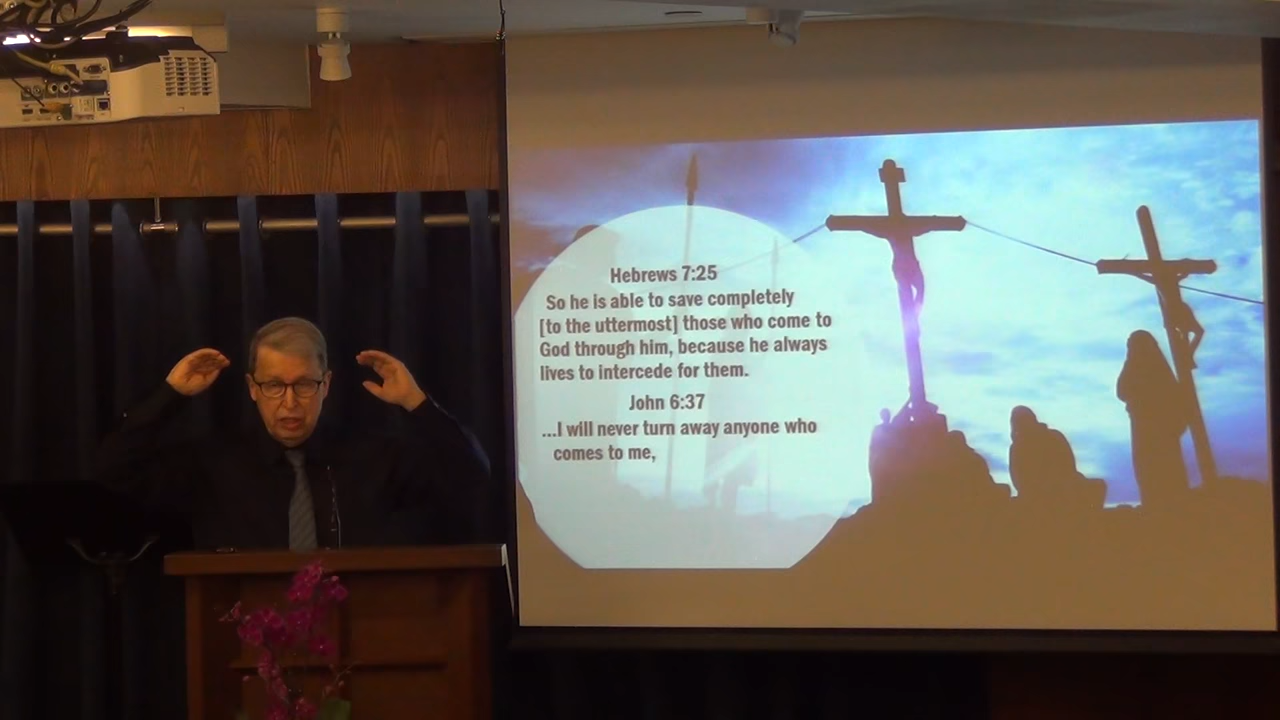 Hebrews 7:25
So he is able to save completely
[to the uttermost] those who come to
God through him, because he always
lives to intercede for them.
John 6:37
...I will never turn away anyone who
comes to me,